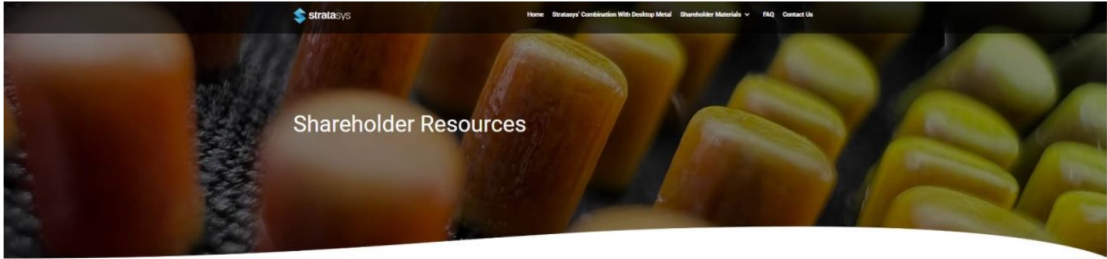 stratasys
Home Stratasys' Combination With Desktop Metal Shareholder Materials FAQ Contact Us
Shareholder Resources